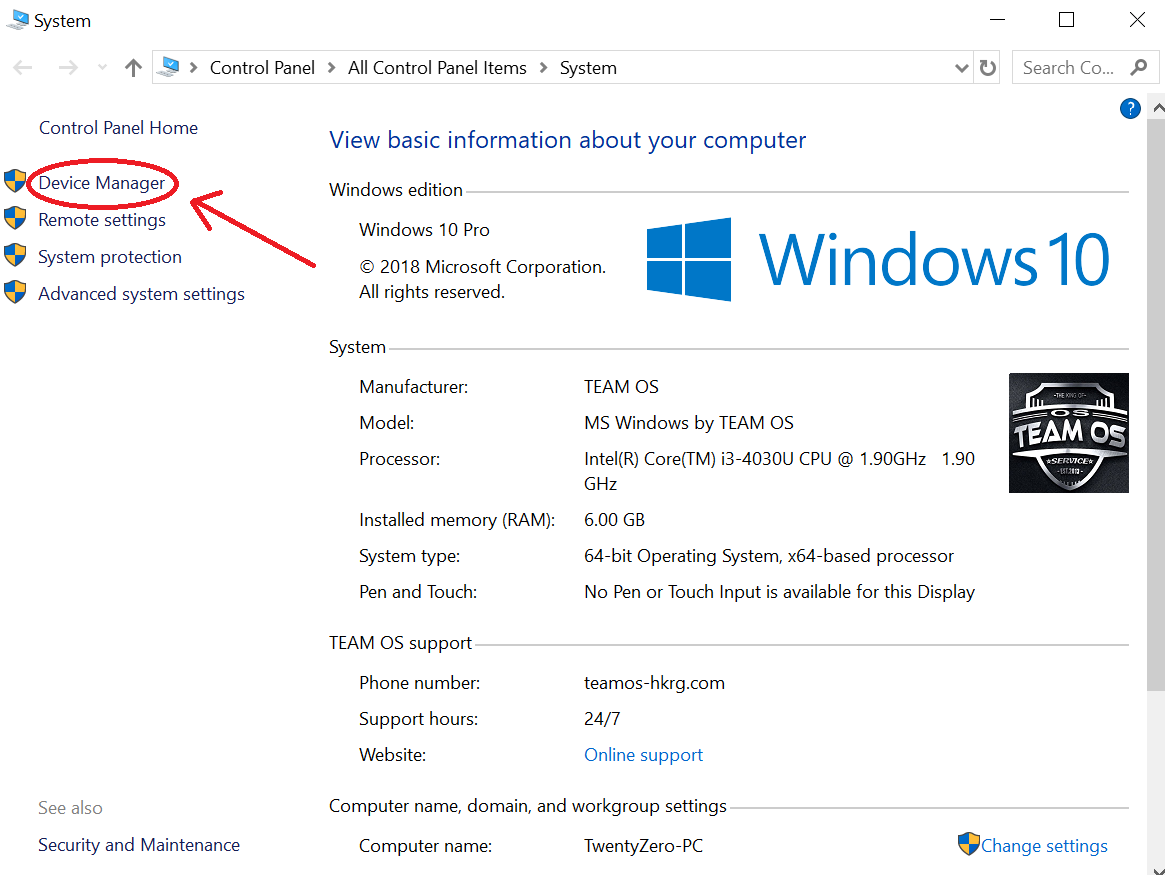 System
Control Panel > All Control Panel Items > System
Search Co...
Control Panel Home
Device Manager
Remote settings
System protection
Advanced system settings
?
View basic information about your computer
Windows edition
Windows 10 Pro
© 2018 Microsoft Corporation.
All rights reserved.
Windows 10
System
Manufacturer: TEAM OS
Model: MS Windows by TEAM OS
Processor: Intel(R) Core(TM) i3-4030U CPU @ 1.90GHz 1.90
GHz
Installed memory (RAM): 6.00 GB
System type: 64-bit Operating System, x64-based processor
Pen and Touch: No Pen or Touch Input is available for this Display
-THE KING OF-
OS
TEAM OS
★SERVICE★
-EST.2013-
TEAM OS support
Phone number: teamos-hkrg.com
Support hours: 24/7
Website: Online support
Computer name, domain, and workgroup settings
Computer name: TwentyZero-PC
Change settings
See also
Security and Maintenance